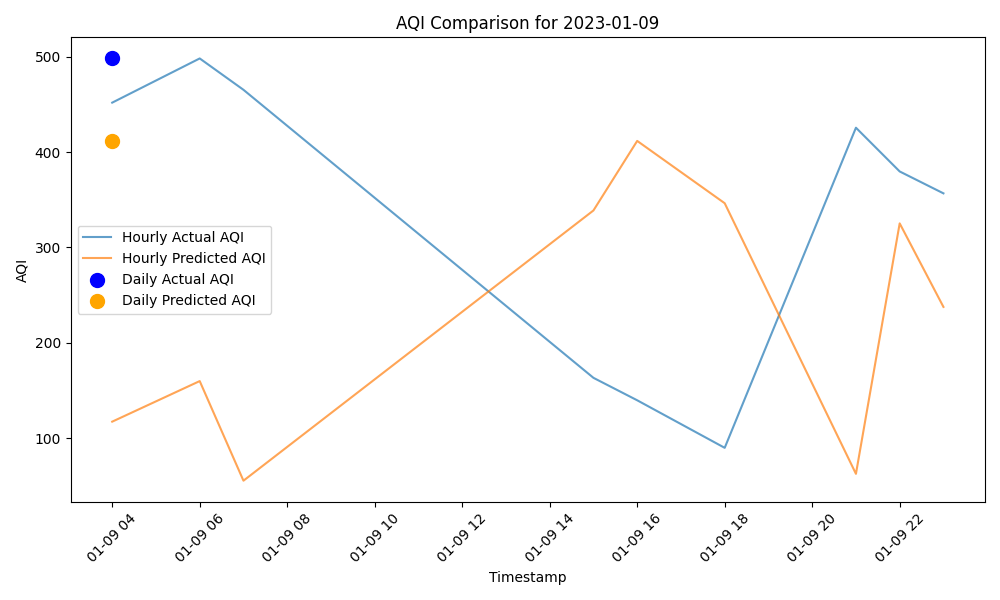 AQI Comparison for 2023-01-09
AQI
500
400
300
200
100
Hourly Actual AQI
Hourly Predicted AQI
Daily Actual AQI
Daily Predicted AQI
01-09 04
01-09 06
01-09 08
01-09 10
01-09 12
01-09 14
01-09 16
01-09 18
01-09 20
01-09 22
Timestamp